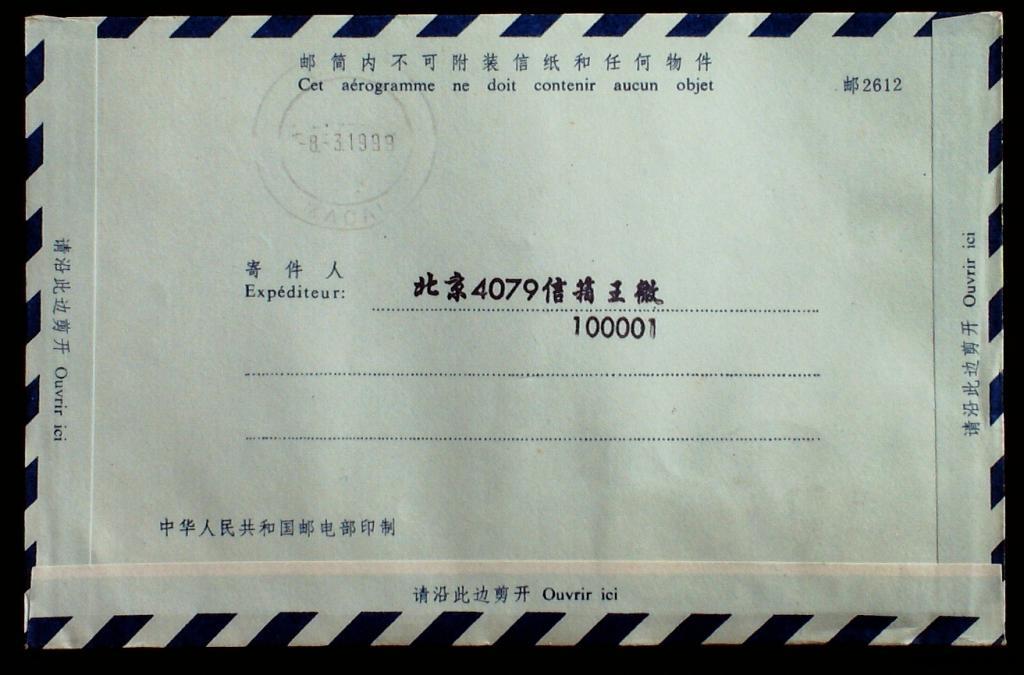 邮简内不可附装信纸和任何物件
Cet aérogramme ne doit contenir aucun objet
邮2612
-8.-3.1999
寄件人
Expéditeur:
北京4079信箱王微
100001
中华人民共和国邮电部印制
请沿此边剪开 Ouvrir ici
请沿此边剪开 Ouvrir ici
请沿此边剪开 Ouvrir ici